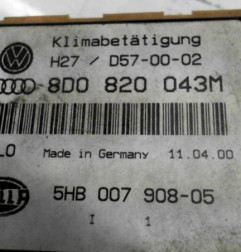 Klimabetätigung
H27 / D57-00-02
8D0 820 043M
LO Made in Germany 11.04.00
5HB 007 908-05
I 1